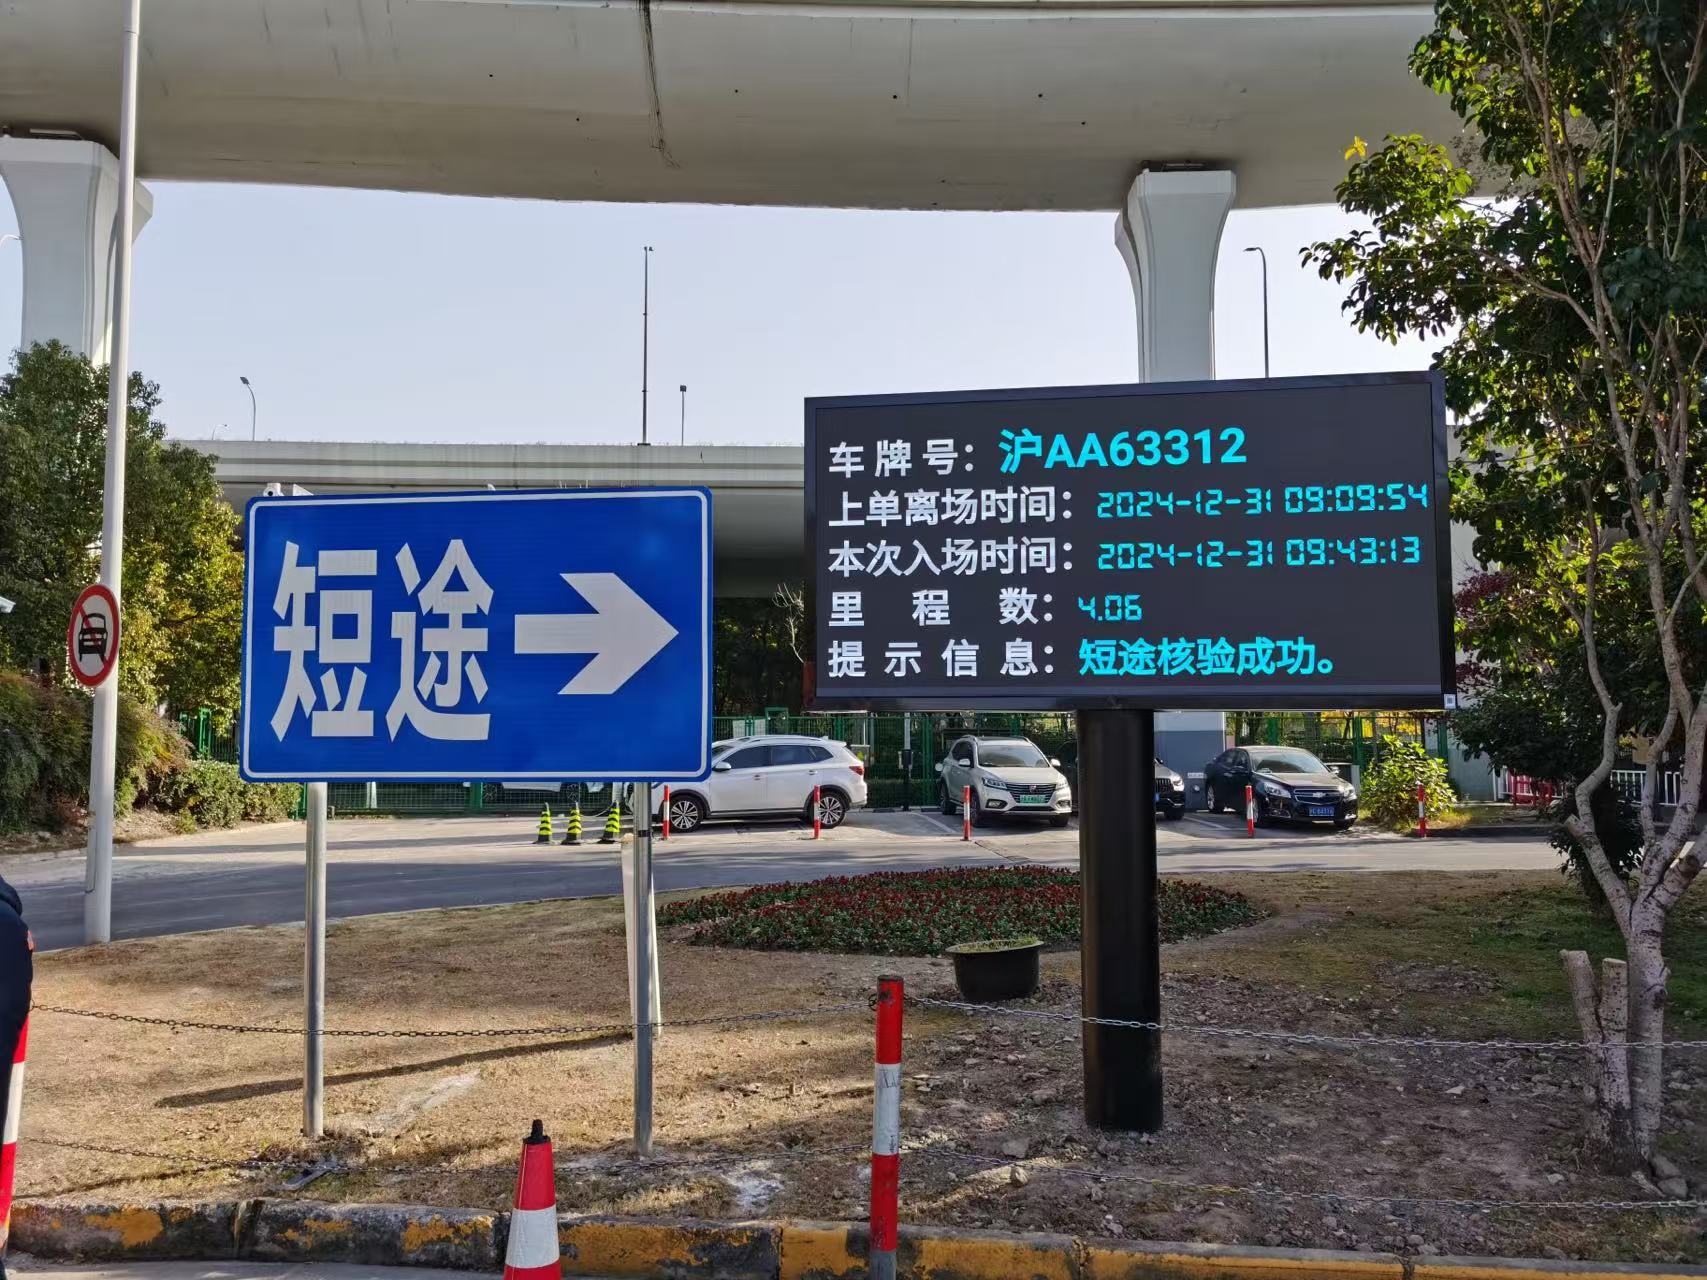 短途
车牌号：沪AA63312
上单离场时间：2024-12-31 09:09:54
本次入场时间：2024-12-31 09:43:13
里程数：4.06
提示信息：短途核验成功。